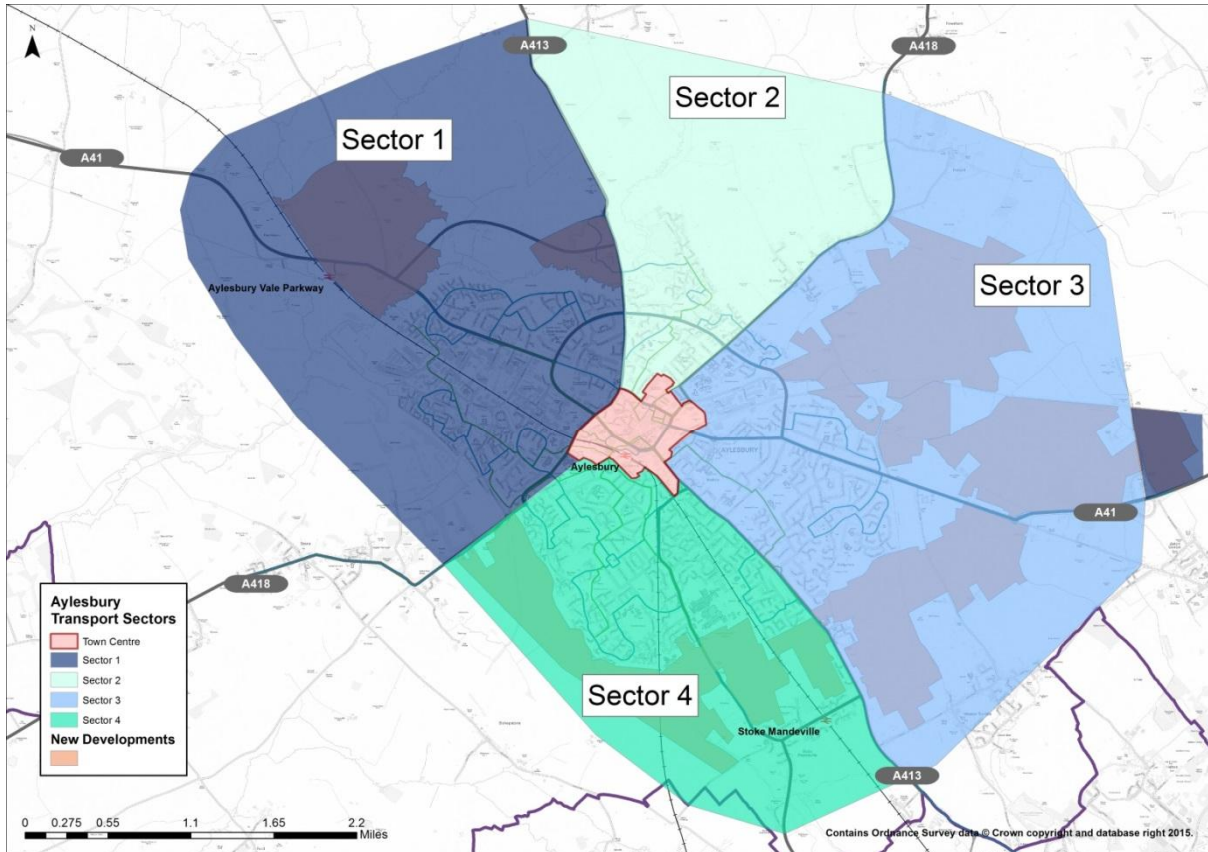 N
A413
A418
Sector 2
Sector 1
A41
Sector 3
Aylesbury Vale Parkway
AYLESBURY
Aylesbury
A41
A418
Aylesbury
Transport Sectors
Town Centre
Sector 1
Sector 2
Sector 3
Sector 4
New Developments
Sector 4
Stoke Mandeville
A413
0 0.275 0.55 1.1 1.65 2.2
Miles
Contains Ordnance Survey data © Crown copyright and database right 2015.